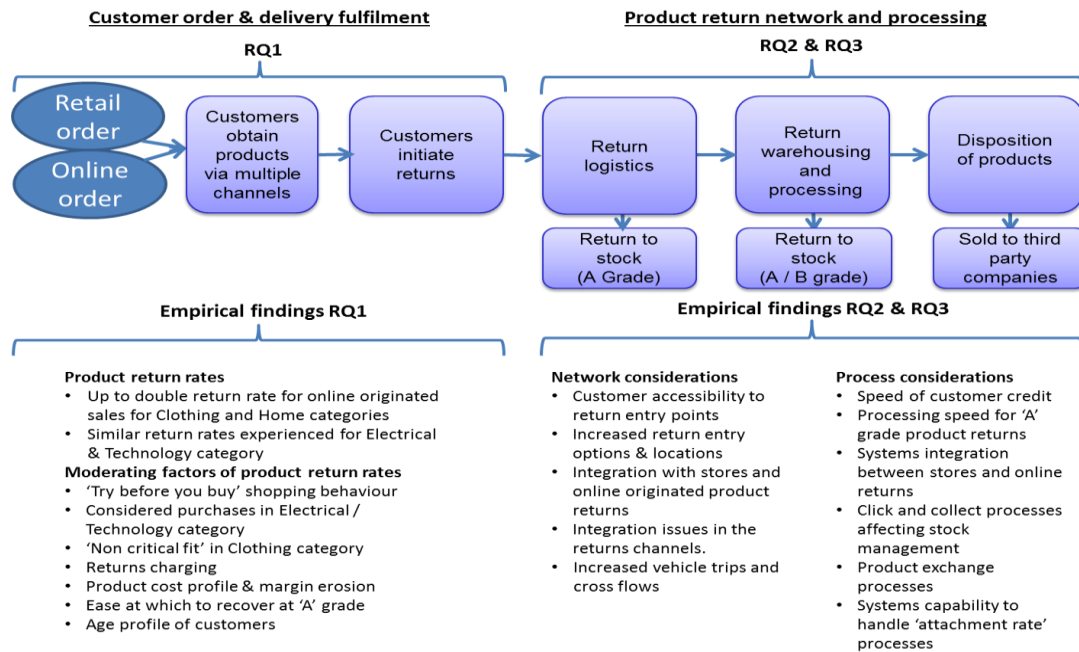 Customer order & delivery fulfilment
Product return network and processing
RQ1
RQ2 & RQ3
Retail
order
Online
order
Customers
obtain
products
via multiple
channels
Customers
initiate
returns
Return
logistics
Return
warehousing
and
processing
Disposition
of products
Return to
stock
(A Grade)
Return to
stock
(A / B grade)
Sold to third
party
companies
Empirical findings RQ1
Empirical findings RQ2 & RQ3
Product return rates
• Up to double return rate for online originated
sales for Clothing and Home categories
• Similar return rates experienced for Electrical
& Technology category
Moderating factors of product return rates
• ‘Try before you buy’ shopping behaviour
• Considered purchases in Electrical /
Technology category
• ‘Non critical fit’ in Clothing category
• Returns charging
• Product cost profile & margin erosion
• Ease at which to recover at ‘A’ grade
• Age profile of customers
Network considerations
• Customer accessibility to
return entry points
• Increased return entry
options & locations
• Integration with stores and
online originated product
returns
• Integration issues in the
returns channels.
• Increased vehicle trips and
cross flows
Process considerations
• Speed of customer credit
• Processing speed for ‘A’
grade product returns
• Systems integration
between stores and online
returns
• Click and collect processes
affecting stock
management
• Product exchange
processes
• Systems capability to
handle ‘attachment rate’
processes